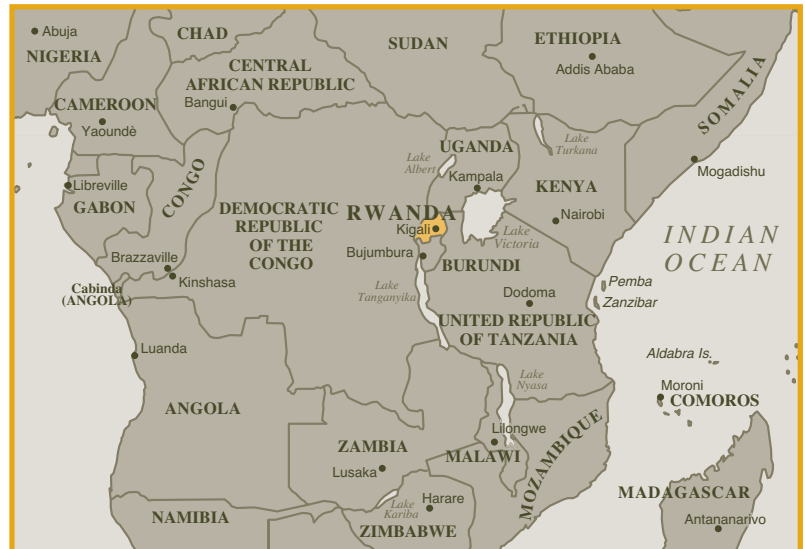 Abuja
NIGERIA
CHAD
SUDAN
ETHIOPIA
Addis Ababa
CENTRAL
AFRICAN REPUBLIC
Bangui
CAMEROON
Yaoundè
SOMALIA
Mogadishu
UGANDA
Kampala
Lake
Albert
Lake
Turkana
KENYA
Nairobi
Libreville
GABON
CONGO
DEMOCRATIC
REPUBLIC
OF THE
CONGO
RWANDA
Kigali
Lake
Victoria
Bujumbura
BURUNDI
INDIAN
OCEAN
Brazzaville
Kinshasa
Cabinda
(ANGOLA)
Lake
Tanganyika
Dodoma
Pemba
Zanzibar
UNITED REPUBLIC
OF TANZANIA
Luanda
Aldabra Is.
Lake
Nyasa
Moroni
COMOROS
ANGOLA
Lilongwe
ZAMBIA
MALAWI
MOZAMBIQUE
Lusaka
MADAGASCAR
Lake
Kariba
Harare
NAMIBIA
ZIMBABWE
Antananarivo